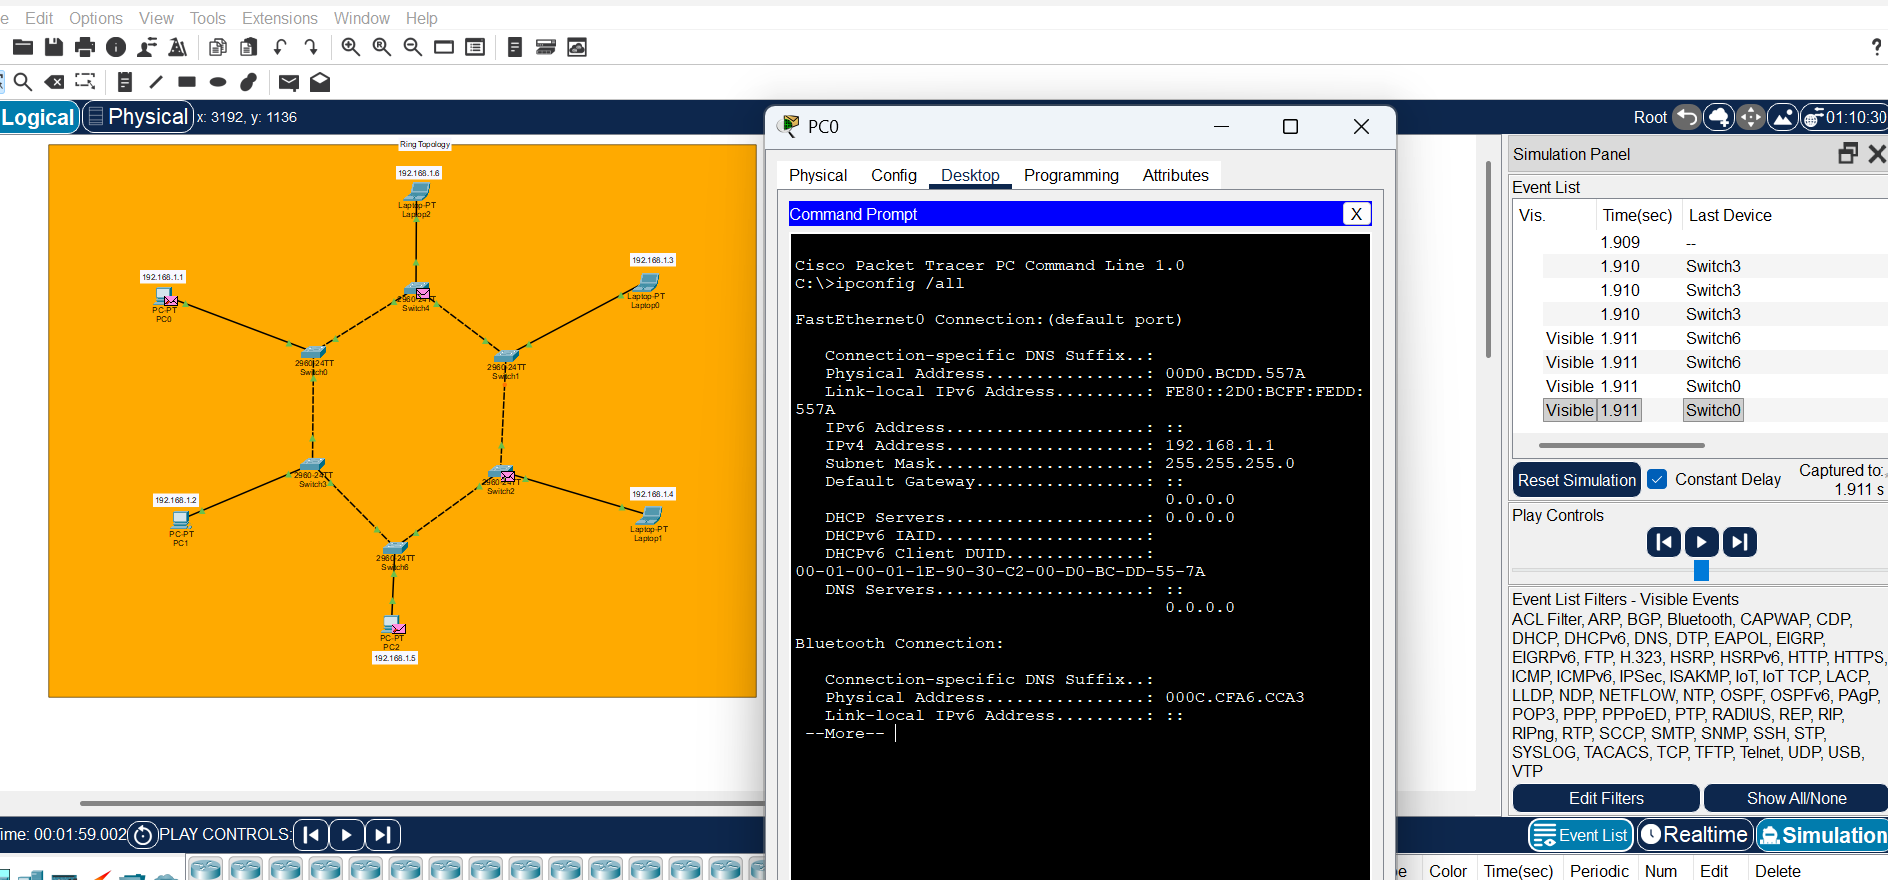 e Edit Options View Tools Extensions Window Help
?
Logical Physical x: 3192, y: 1136
Root 01:10:30
Ring Topology
192.168.1.6
Laptop-PT
Laptop2
192.168.1.3
Laptop-PT
Laptop0
192.168.1.1
PC-PT
PC0
2960-24TT
Switch4
2960-24TT
Switch0
2960-24TT
Switch1
2960-24TT
Switch3
2960-24TT
Switch2
192.168.1.2
PC-PT
PC1
192.168.1.4
Laptop-PT
Laptop1
2960-24TT
Switch6
PC-PT
PC2
192.168.1.5
PC0
Physical Config Desktop Programming Attributes
Command Prompt X
Cisco Packet Tracer PC Command Line 1.0
C:\>ipconfig /all
FastEthernet0 Connection:(default port)
Connection-specific DNS Suffix..:
Physical Address................: 00D0.BCDD.557A
Link-local IPv6 Address.........: FE80::2D0:BCFF:FEDD:
557A
IPv6 Address....................: ::
IPv4 Address....................: 192.168.1.1
Subnet Mask.....................: 255.255.255.0
Default Gateway.................: ::
0.0.0.0
DHCP Servers....................: 0.0.0.0
DHCPv6 IAID.....................:
DHCPv6 Client DUID..............:
00-01-00-01-1E-90-30-C2-00-D0-BC-DD-55-7A
DNS Servers.....................: ::
0.0.0.0
Bluetooth Connection:
Connection-specific DNS Suffix..:
Physical Address................: 000C.CFA6.CCA3
Link-local IPv6 Address.........: ::
--More--
Simulation Panel
Event List
Vis. Time(sec) Last Device
1.909 --
1.910 Switch3
1.910 Switch3
1.910 Switch3
Visible 1.911 Switch6
Visible 1.911 Switch6
Visible 1.911 Switch0
Visible 1.911 Switch0
Reset Simulation Constant Delay Captured to:
1.911 s
Play Controls
Event List Filters - Visible Events
ACL Filter, ARP, BGP, Bluetooth, CAPWAP, CDP,
DHCP, DHCPv6, DNS, DTP, EAPOL, EIGRP,
EIGRPv6, FTP, H.323, HSRP, HSRPv6, HTTP, HTTPS,
ICMP, ICMPv6, IPSec, ISAKMP, IoT, IoT TCP, LACP,
LLDP, NDP, NETFLOW, NTP, OSPF, OSPFv6, PAgP,
POP3, PPP, PPPoED, PTP, RADIUS, REP, RIP,
RIPng, RTP, SCCP, SMTP, SNMP, SSH, STP,
SYSLOG, TACACS, TCP, TFTP, Telnet, UDP, USB,
VTP
Edit Filters Show All/None
ime: 00:01:59.002 PLAY CONTROLS:
Event List Realtime Simulation
e Color Time(sec) Periodic Num Edit Delete